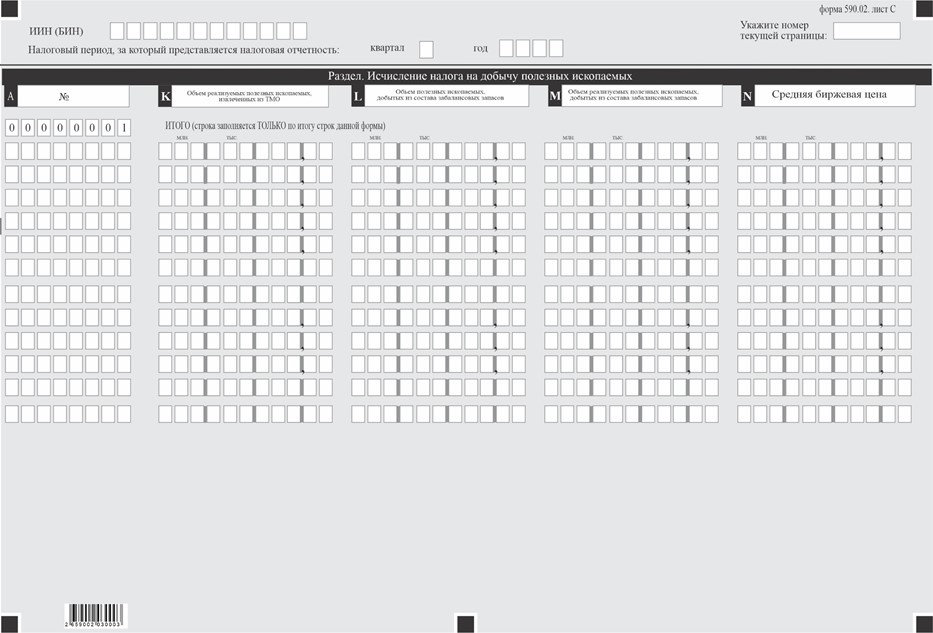 форма 590.02. лист С
ИИН (БИН)
Укажите номер
текущей страницы:
Налоговый период, за который представляется налоговая отчетность: квартал год
Раздел. Исчисление налога на добычу полезных ископаемых
A №
K Объем реализуемых полезных ископаемых,
извлеченных из ТМО
L Объем полезных ископаемых,
добытых из состава забалансовых запасов
M Объем реализуемых полезных ископаемых,
добытых из состава забалансовых запасов
N Средняя биржевая цена
0 0 0 0 0 0 0 1 ИТОГО (строка заполняется ТОЛЬКО по итогу строк данной формы)
млн. тыс. млн. тыс. млн. тыс. млн. тыс.
2 659002 030003